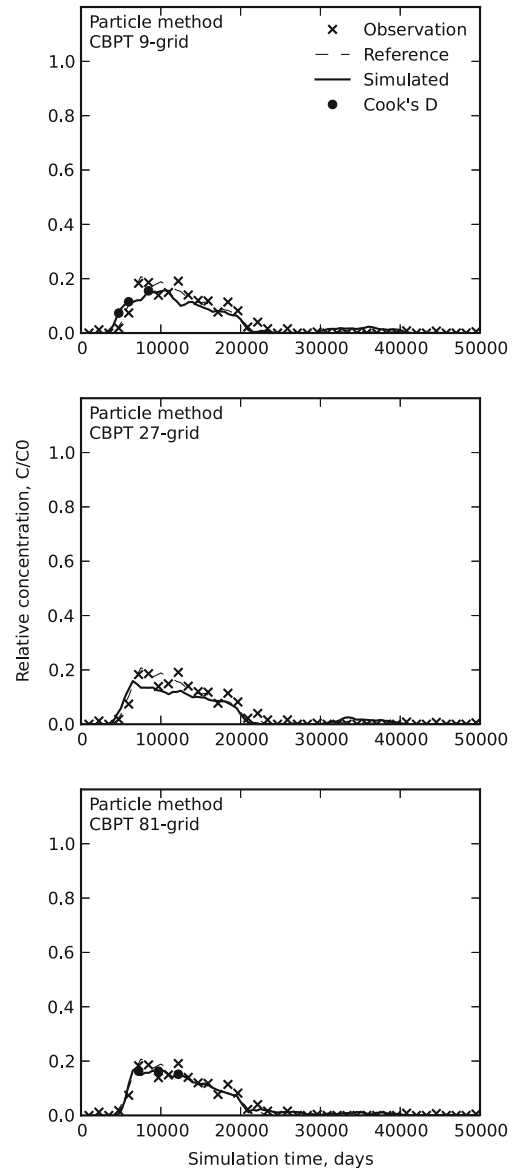 Particle method
CBPT 9-grid
Observation
Reference
Simulated
Cook's D
1.0
0.8
0.6
0.4
0.2
0.0
0 10000 20000 30000 40000 50000
Particle method
CBPT 27-grid
1.0
0.8
0.6
0.4
0.2
0.0
0 10000 20000 30000 40000 50000
Relative concentration, C/C0
Particle method
CBPT 81-grid
1.0
0.8
0.6
0.4
0.2
0.0
0 10000 20000 30000 40000 50000
Simulation time, days